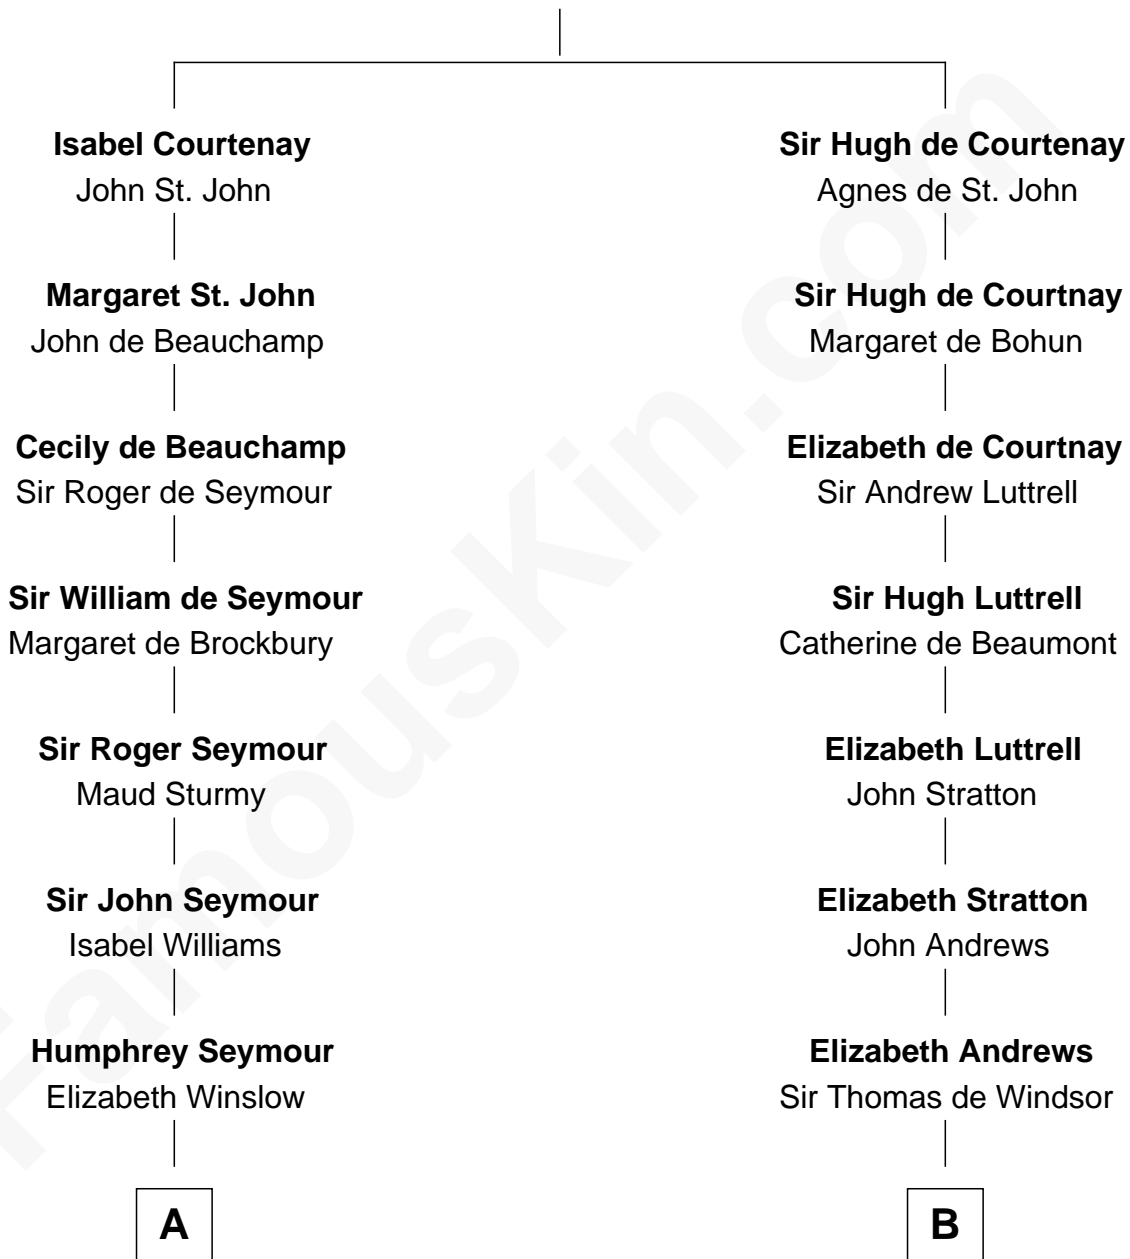 Isabel Courtenay
John St. John
Margaret St. John
John de Beauchamp
Cecily de Beauchamp
Sir Roger de Seymour
Sir William de Seymour
Margaret de Brockbury
Sir Roger Seymour
Maud Sturmy
Sir John Seymour
Isabel Williams
Humphrey Seymour
Elizabeth Winslow
A
Sir Hugh de Courtenay
Agnes de St. John
Sir Hugh de Courtnay
Margaret de Bohun
Elizabeth de Courtnay
Sir Andrew Luttrell
Sir Hugh Luttrell
Catherine de Beaumont
Elizabeth Luttrell
John Stratton
Elizabeth Stratton
John Andrews
Elizabeth Andrews
Sir Thomas de Windsor
B
FamousKin.com